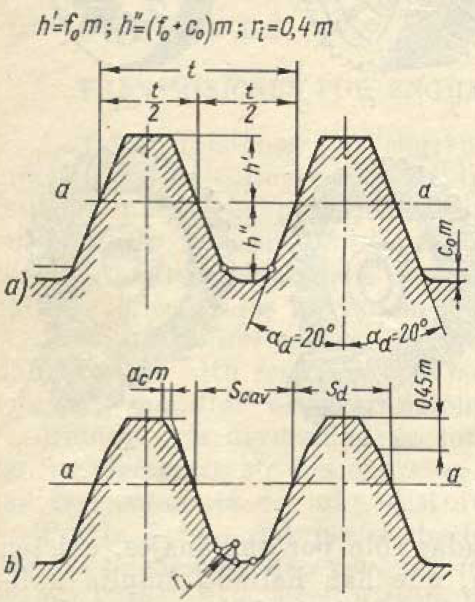 h'=f₀m; h"=(f₀+c₀)m; rᵢ=0,4m
t
t/2 t/2
h'
a a
h"
c₀m
a)
α_d=20° α_d=20°
a_c m S_cav S_d
0,45m
a
b)
rᵢ